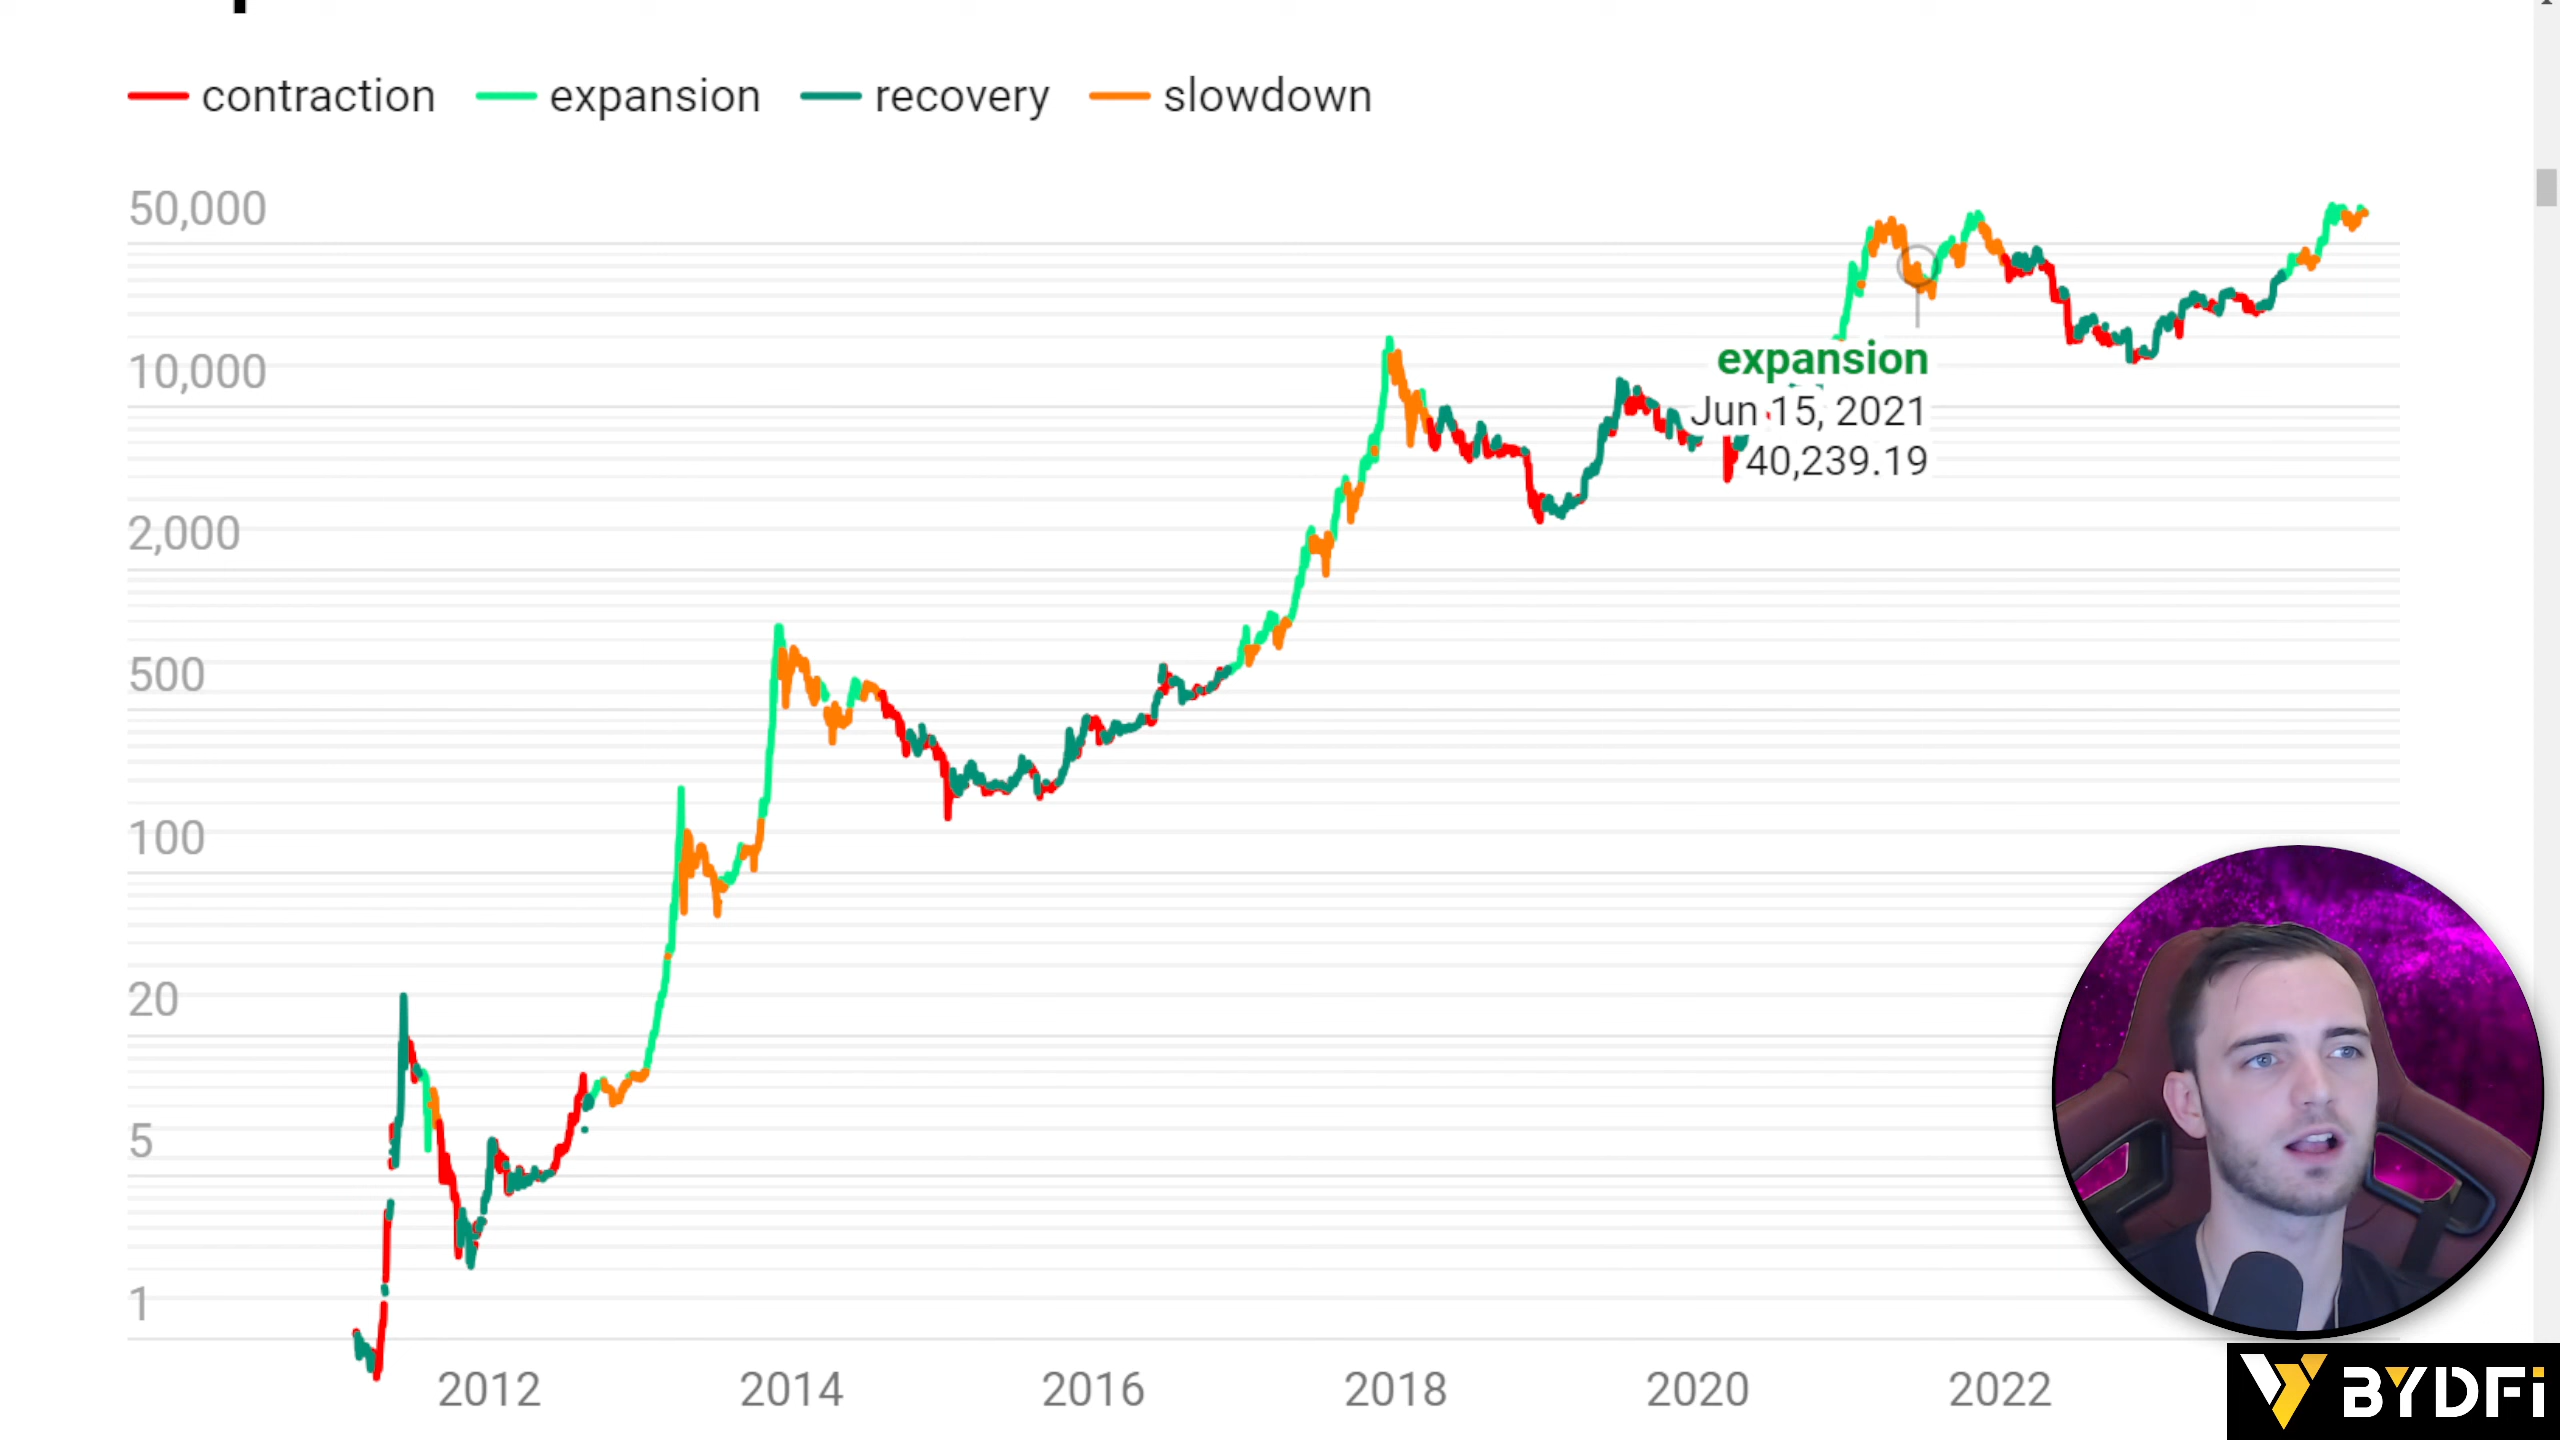 contraction expansion recovery slowdown
50,000
10,000
2,000
500
100
20
5
1
expansion
Jun 15, 2021
40,239.19
2012 2014 2016 2018 2020 2022
BYDFi